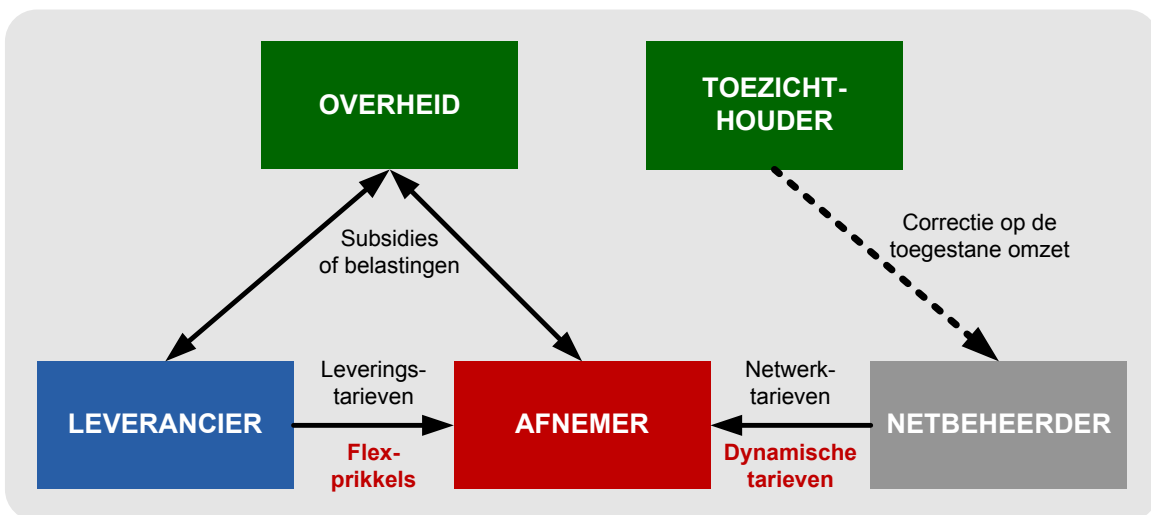 OVERHEID
TOEZICHT-
HOUDER
Subsidies
of belastingen
Correctie op de
toegestane omzet
LEVERANCIER
Leverings-
tarieven
Flex-
prikkels
AFNEMER
Netwerk-
tarieven
Dynamische
tarieven
NETBEHEERDER